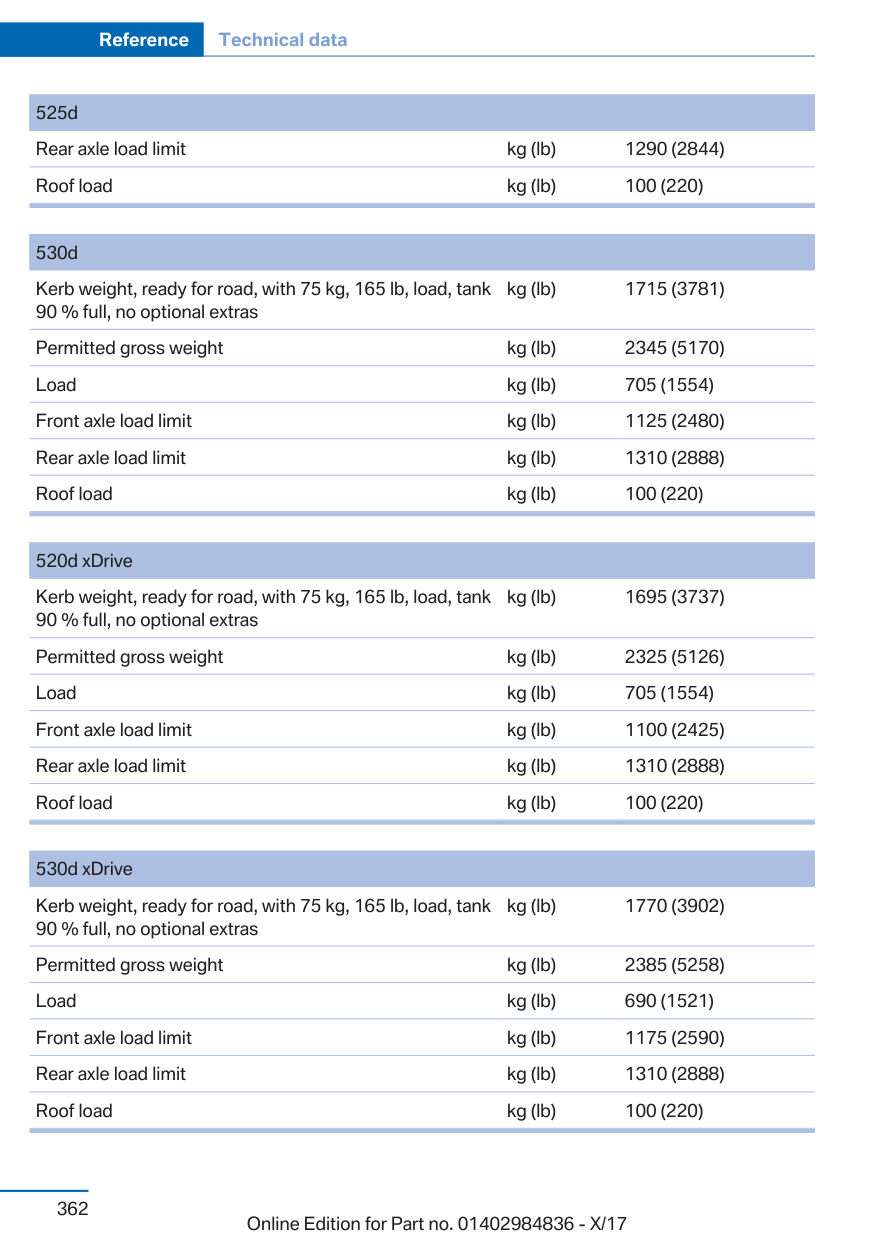 Reference Technical data
525d
Rear axle load limit kg (lb) 1290 (2844)
Roof load kg (lb) 100 (220)
530d
Kerb weight, ready for road, with 75 kg, 165 lb, load, tank kg (lb) 1715 (3781)
90 % full, no optional extras
Permitted gross weight kg (lb) 2345 (5170)
Load kg (lb) 705 (1554)
Front axle load limit kg (lb) 1125 (2480)
Rear axle load limit kg (lb) 1310 (2888)
Roof load kg (lb) 100 (220)
520d xDrive
Kerb weight, ready for road, with 75 kg, 165 lb, load, tank kg (lb) 1695 (3737)
90 % full, no optional extras
Permitted gross weight kg (lb) 2325 (5126)
Load kg (lb) 705 (1554)
Front axle load limit kg (lb) 1100 (2425)
Rear axle load limit kg (lb) 1310 (2888)
Roof load kg (lb) 100 (220)
530d xDrive
Kerb weight, ready for road, with 75 kg, 165 lb, load, tank kg (lb) 1770 (3902)
90 % full, no optional extras
Permitted gross weight kg (lb) 2385 (5258)
Load kg (lb) 690 (1521)
Front axle load limit kg (lb) 1175 (2590)
Rear axle load limit kg (lb) 1310 (2888)
Roof load kg (lb) 100 (220)
362
Online Edition for Part no. 01402984836 - X/17